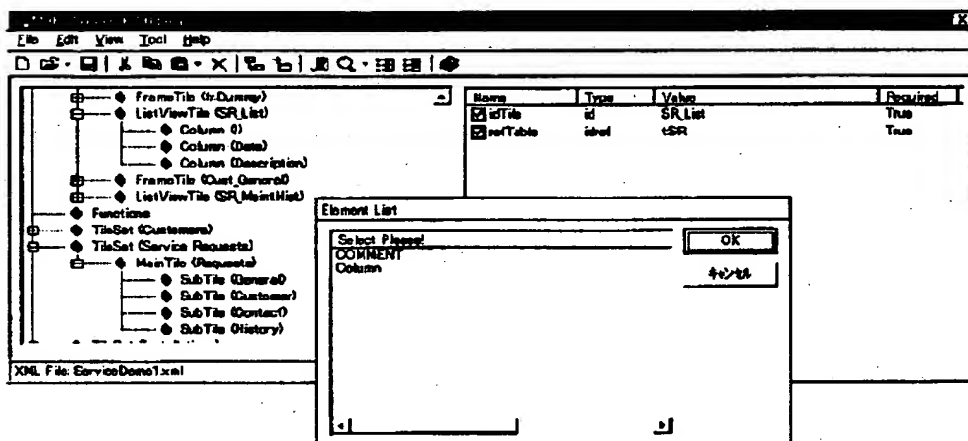 File Edit View Tool Help
FrameTile (fr.Dummy)
ListViewTile (SR_List)
Column ()
Column (Date)
Column (Description)
FrameTile (Cust_General)
ListViewTile (SR_MaintHist)
Functions
TileSet (Customers)
TileSet (Service Requests)
MainTile (Requests)
SubTile (General)
SubTile (Customer)
SubTile (Contact)
SubTile (History)
XML File: ServiceDemo1.xml
Name Type Value Required
idTile id SR_List True
refTable idref tSR True
Element List
Select Please!
COMMENT
Column
OK
キャンセル